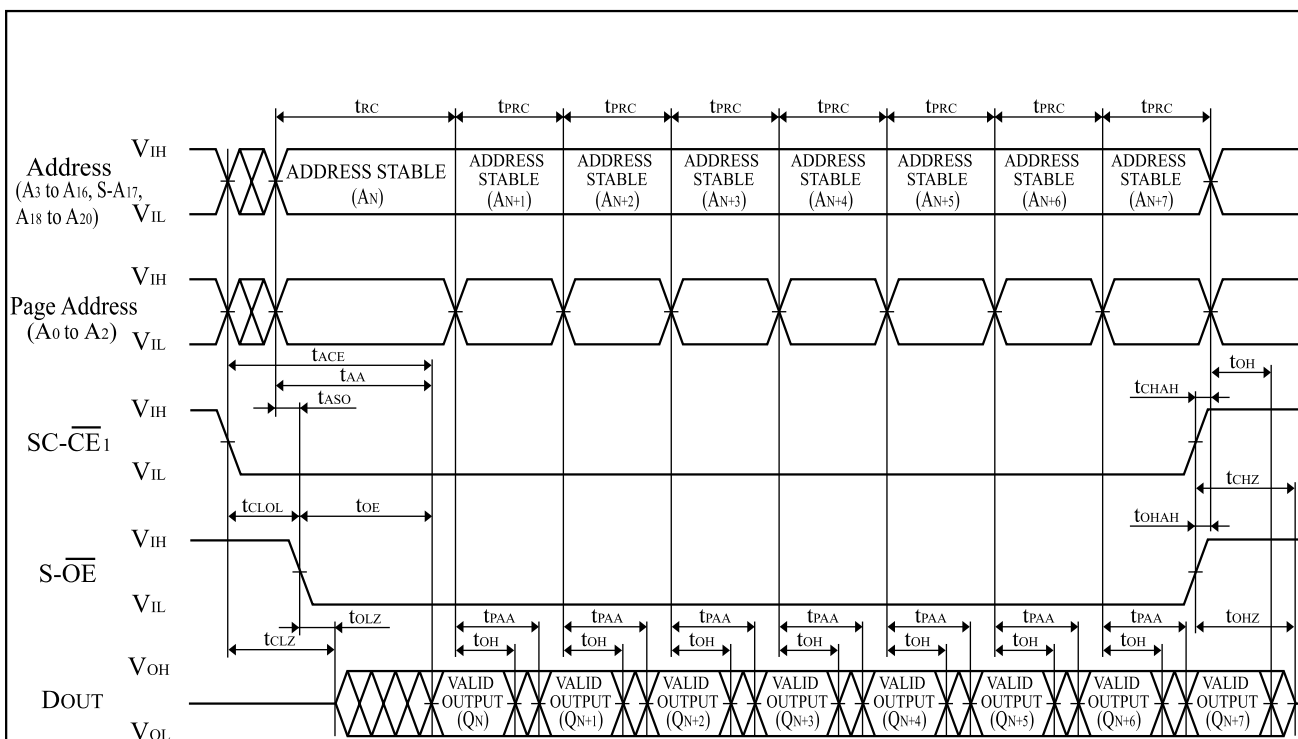 tRC tPRC tPRC tPRC tPRC tPRC tPRC tPRC
VIH
Address
(A3 to A16, S-A17,
A18 to A20)
VIL
ADDRESS STABLE
(AN)
ADDRESS
STABLE
(AN+1)
ADDRESS
STABLE
(AN+2)
ADDRESS
STABLE
(AN+3)
ADDRESS
STABLE
(AN+4)
ADDRESS
STABLE
(AN+5)
ADDRESS
STABLE
(AN+6)
ADDRESS
STABLE
(AN+7)
VIH
Page Address
(A0 to A2)
VIL
tACE
tAA
tASO
tOH
tCHAH
VIH
SC-C̅E̅1
VIL
tCLOL tOE
tCHZ
tOHAH
VIH
S-O̅E̅
VIL
tOLZ
tCLZ
tPAA tPAA tPAA tPAA tPAA tPAA tPAA
tOH tOH tOH tOH tOH tOH tOH
tOHZ
VOH
DOUT
VOL
VALID
OUTPUT
(QN)
VALID
OUTPUT
(QN+1)
VALID
OUTPUT
(QN+2)
VALID
OUTPUT
(QN+3)
VALID
OUTPUT
(QN+4)
VALID
OUTPUT
(QN+5)
VALID
OUTPUT
(QN+6)
VALID
OUTPUT
(QN+7)